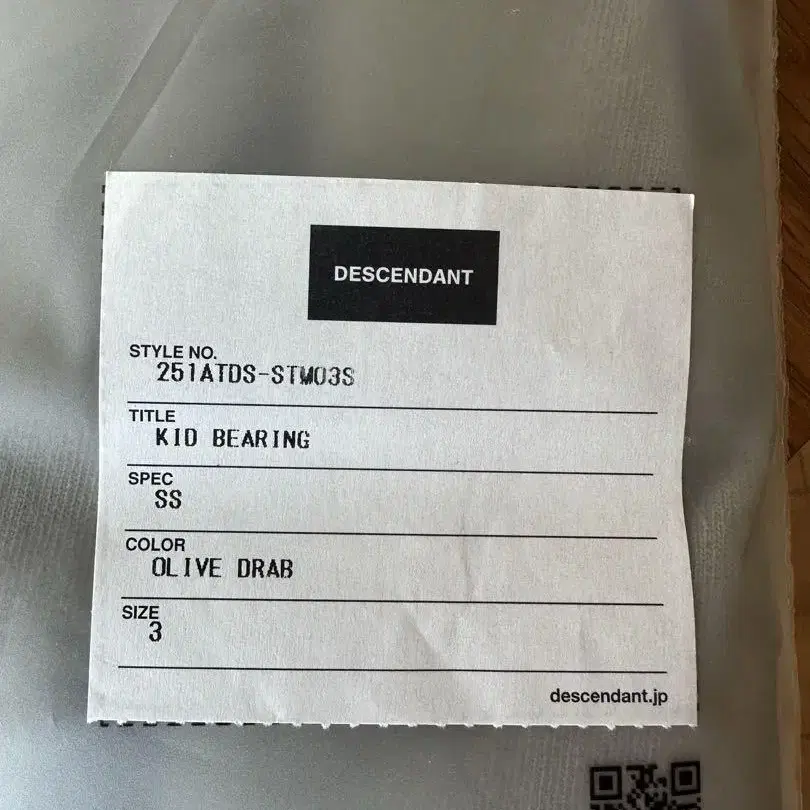 DESCENDANT
STYLE NO.
251ATDS-STM03S
TITLE
KID BEARING
SPEC
SS
COLOR
OLIVE DRAB
SIZE
3
descendant.jp